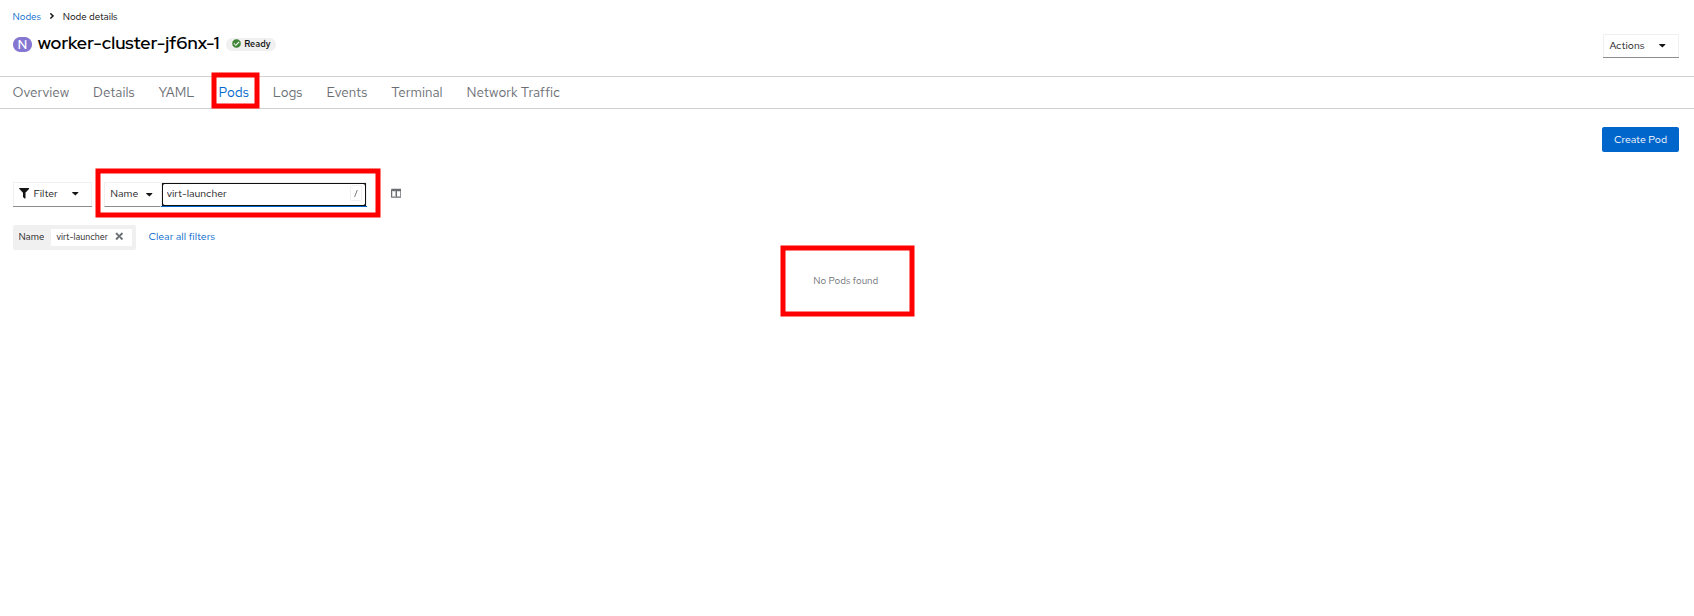 Nodes > Node details
N worker-cluster-jf6nx-1 Ready
Actions
Overview Details YAML Pods Logs Events Terminal Network Traffic
Create Pod
Filter Name virt-launcher /
Name virt-launcher Clear all filters
No Pods found